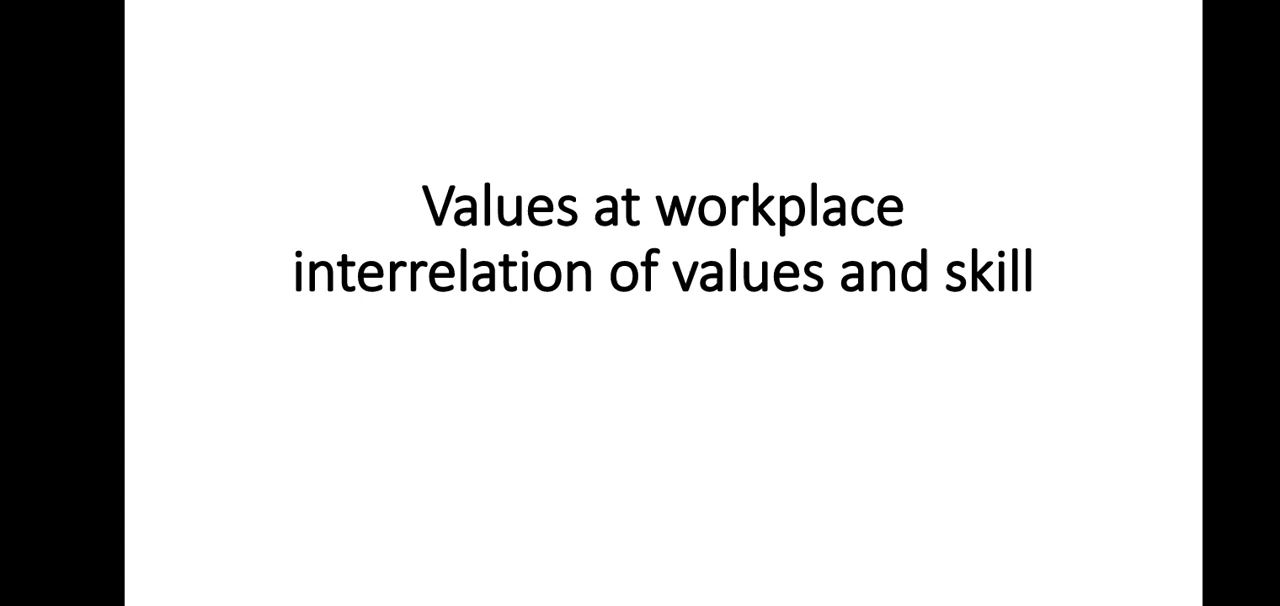 Values at workplace
interrelation of values and skill